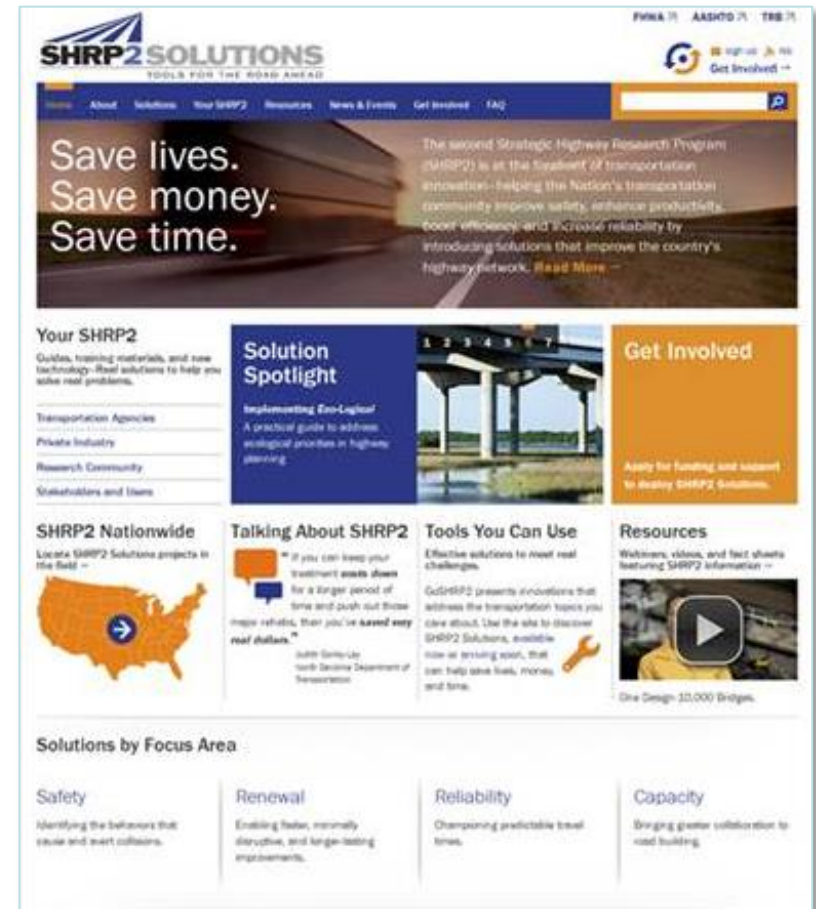 FHWA AASHTO TRB
SHRP2 SOLUTIONS
TOOLS FOR THE ROAD AHEAD
sign up rss
Get Involved →
Home About Solutions Your SHRP2 Resources News & Events Get Involved FAQ
Save lives.
Save money.
Save time.
The second Strategic Highway Research Program
(SHRP2) is at the forefront of transportation
innovation–helping the Nation's transportation
community improve safety, enhance productivity,
boost efficiency, and increase reliability by
introducing solutions that improve the country's
highway network. Read More →
Your SHRP2
Guides, training materials, and new
technology–Real solutions to help you
solve real problems.
Transportation Agencies
Private Industry
Research Community
Stakeholders and Users
Solution
Spotlight
Implementing Eco-Logical
A practical guide to address
ecological priorities in highway
planning
1 2 3 4 5 6 7
Get Involved
Apply for funding and support
to deploy SHRP2 Solutions.
SHRP2 Nationwide
Locate SHRP2 Solutions projects in
the field →
Talking About SHRP2
" If you can keep your
treatment costs down
for a longer period of
time and push out those
major rehabs, then you've saved very
real dollars."
Judith Corley-Lay
North Carolina Department of
Transportation
Tools You Can Use
Effective solutions to meet real
challenges.
GoSHRP2 presents innovations that
address the transportation topics you
care about. Use the site to discover
SHRP2 Solutions, available
now or arriving soon, that
can help save lives, money,
and time.
Resources
Webinars, videos, and fact sheets
featuring SHRP2 information →
One Design 10,000 Bridges.
Solutions by Focus Area
Safety
Identifying the behaviors that
cause and avert collisions.
Renewal
Enabling faster, minimally
disruptive, and longer-lasting
improvements.
Reliability
Championing predictable travel
times.
Capacity
Bringing greater collaboration to
road building.